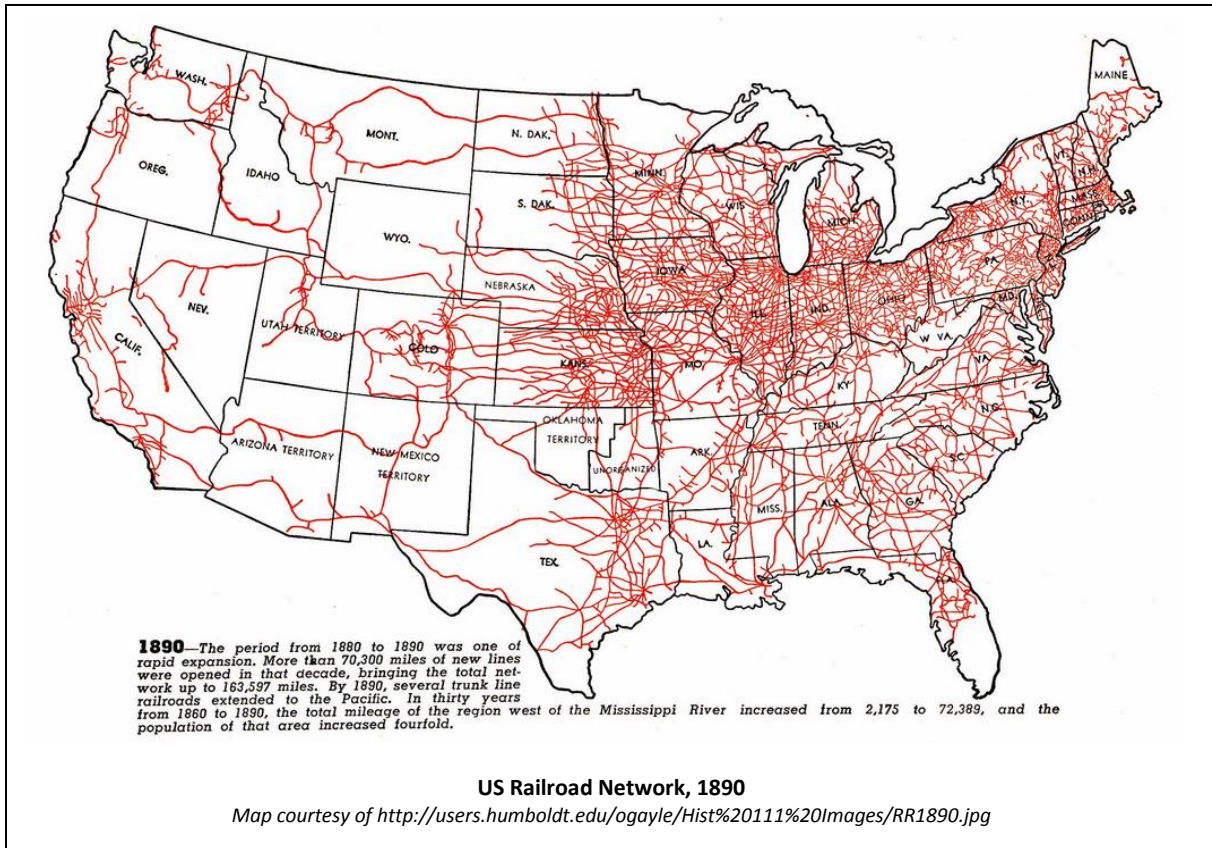 WASH.
MAINE
MONT.
N. DAK.
MINN.
OREG.
IDAHO
VT.
N.H.
S. DAK.
WIS
MICH.
N.Y.
MASS.
CONN.
WYO.
IOWA
PA.
NEBRASKA
NEV.
UTAH TERRITORY
COLO
ILL.
IND.
OHIO
MD.
W VA.
VA.
CALIF.
KANS.
MO.
KY
N.C.
TENN.
OKLAHOMA
TERRITORY
ARIZONA TERRITORY
NEW MEXICO
TERRITORY
UNORGANIZED
ARK.
S.C.
MISS.
ALA.
GA.
TEX.
LA.
FLA.
1890—The period from 1880 to 1890 was one of
rapid expansion. More than 70,300 miles of new lines
were opened in that decade, bringing the total net-
work up to 163,597 miles. By 1890, several trunk line
railroads extended to the Pacific. In thirty years
from 1860 to 1890, the total mileage of the region west of the Mississippi River increased from 2,175 to 72,389, and the
population of that area increased fourfold.
US Railroad Network, 1890
Map courtesy of http://users.humboldt.edu/ogayle/Hist%20111%20Images/RR1890.jpg